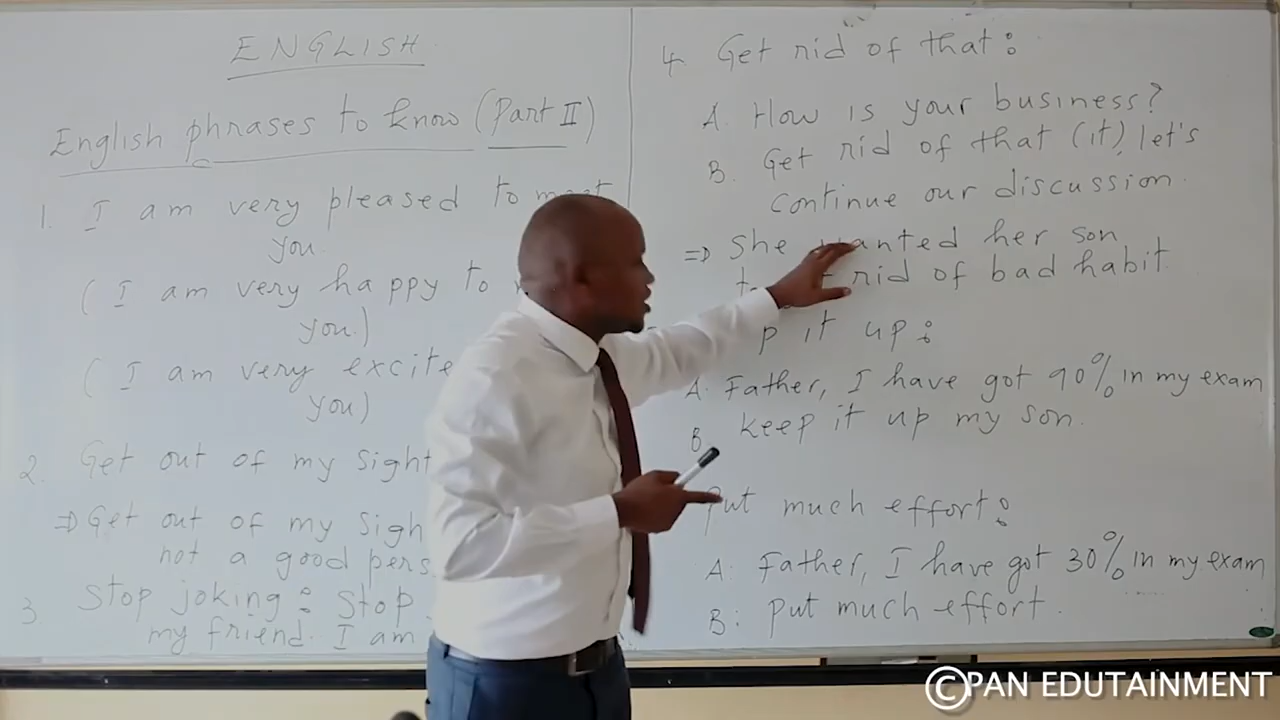 ENGLISH
English phrases to know (Part II)
1. I am very pleased to
you.
( I am very happy to
you.)
( I am very excite
you)
2. Get out of my sight
=> Get out of my sigh
not a good pers
3. Stop joking: Stop
my friend. I am
4. Get rid of that:
A. How is your business?
B. Get rid of that (it), let's
continue our discussion.
=> She wanted her son
rid of bad habit
p it up:
A. Father, I have got 90% in my exam
B. keep it up my son.
Put much effort:
A: Father, I have got 30% in my exam
B: Put much effort.
©PAN EDUTAINMENT